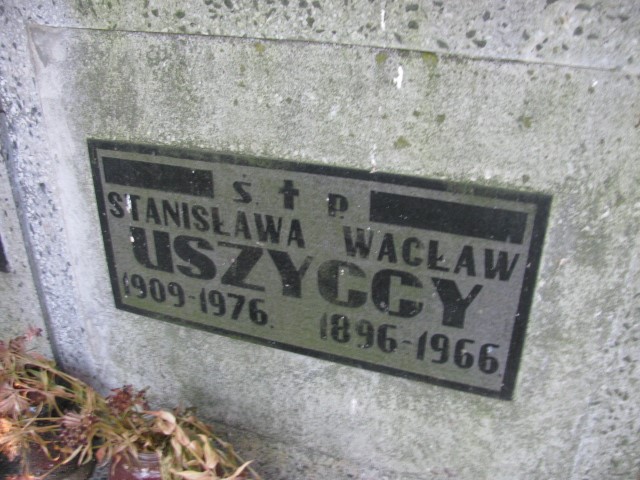 Ś. † P.
STANISŁAWA WACŁAW
USZYCCY
1909-1976. 1896-1966.